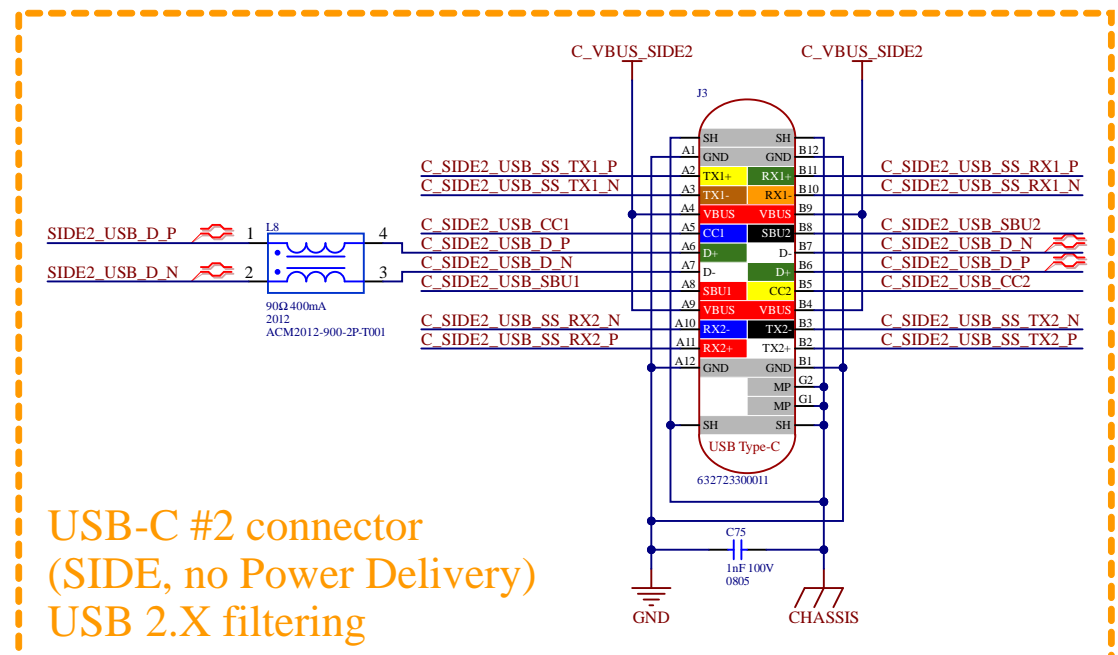 C_VBUS_SIDE2 C_VBUS_SIDE2
J3
SH SH
A1 GND GND B12
C_SIDE2_USB_SS_TX1_P A2 TX1+ RX1+ B11 C_SIDE2_USB_SS_RX1_P
C_SIDE2_USB_SS_TX1_N A3 TX1- RX1- B10 C_SIDE2_USB_SS_RX1_N
A4 VBUS VBUS B9
SIDE2_USB_D_P 1 L8 4 C_SIDE2_USB_CC1 A5 CC1 SBU2 B8 C_SIDE2_USB_SBU2
C_SIDE2_USB_D_P A6 D+ D- B7 C_SIDE2_USB_D_N
SIDE2_USB_D_N 2 3 C_SIDE2_USB_D_N A7 D- D+ B6 C_SIDE2_USB_D_P
C_SIDE2_USB_SBU1 A8 SBU1 CC2 B5 C_SIDE2_USB_CC2
90Ω 400mA A9 VBUS VBUS B4
2012
ACM2012-900-2P-T001
C_SIDE2_USB_SS_RX2_N A10 RX2- TX2- B3 C_SIDE2_USB_SS_TX2_N
C_SIDE2_USB_SS_RX2_P A11 RX2+ TX2+ B2 C_SIDE2_USB_SS_TX2_P
A12 GND GND B1
MP G2
MP G1
SH SH
USB Type-C
632723300011
USB-C #2 connector
(SIDE, no Power Delivery)
USB 2.X filtering
C75
1nF 100V
0805
GND CHASSIS